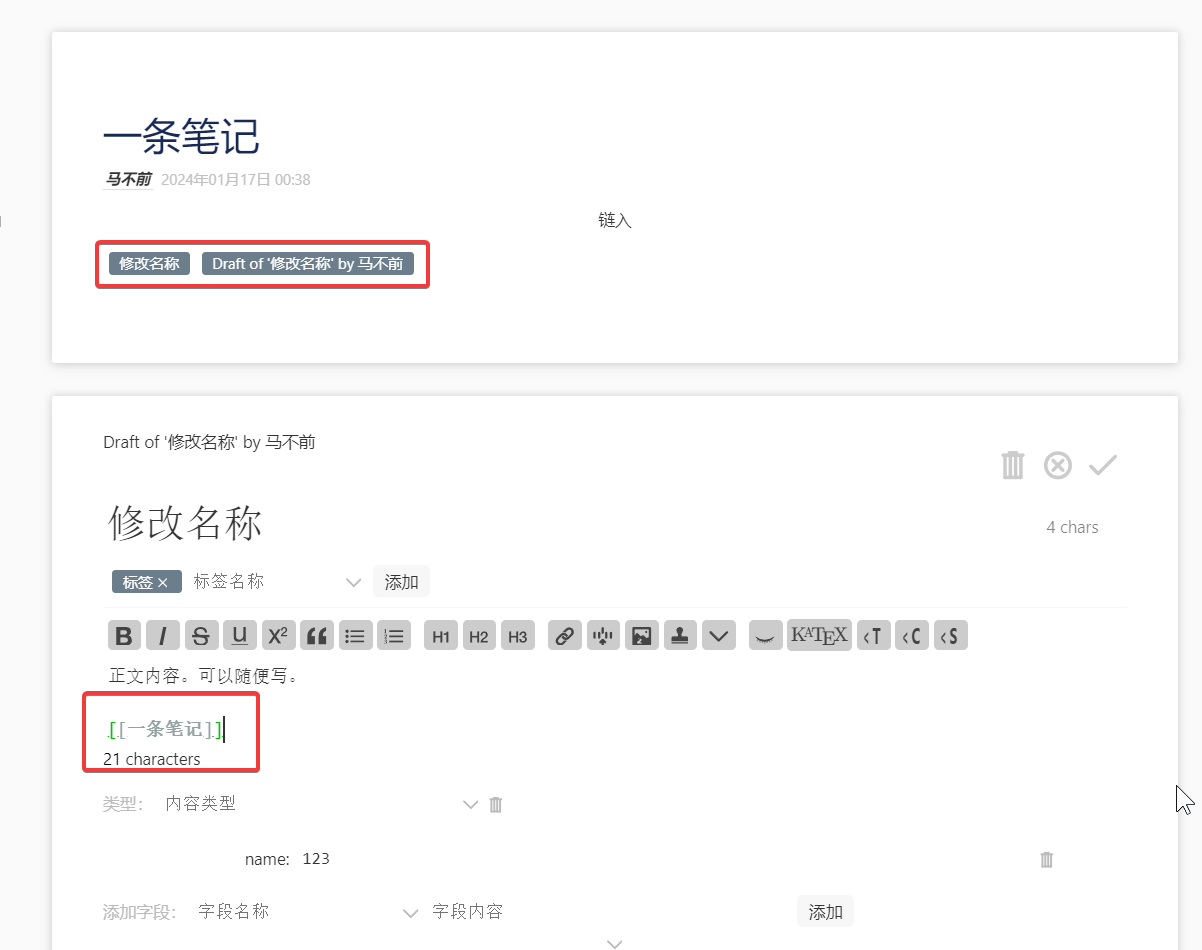 一条笔记
马不前 2024年01月17日 00:38
链入
修改名称 Draft of '修改名称' by 马不前
Draft of '修改名称' by 马不前
修改名称 4 chars
标签 × 标签名称 添加
B I S U X² H1 H2 H3 KATEX <T <C <S
正文内容。可以随便写。
[[一条笔记]]
21 characters
类型: 内容类型
name: 123
添加字段: 字段名称 字段内容 添加